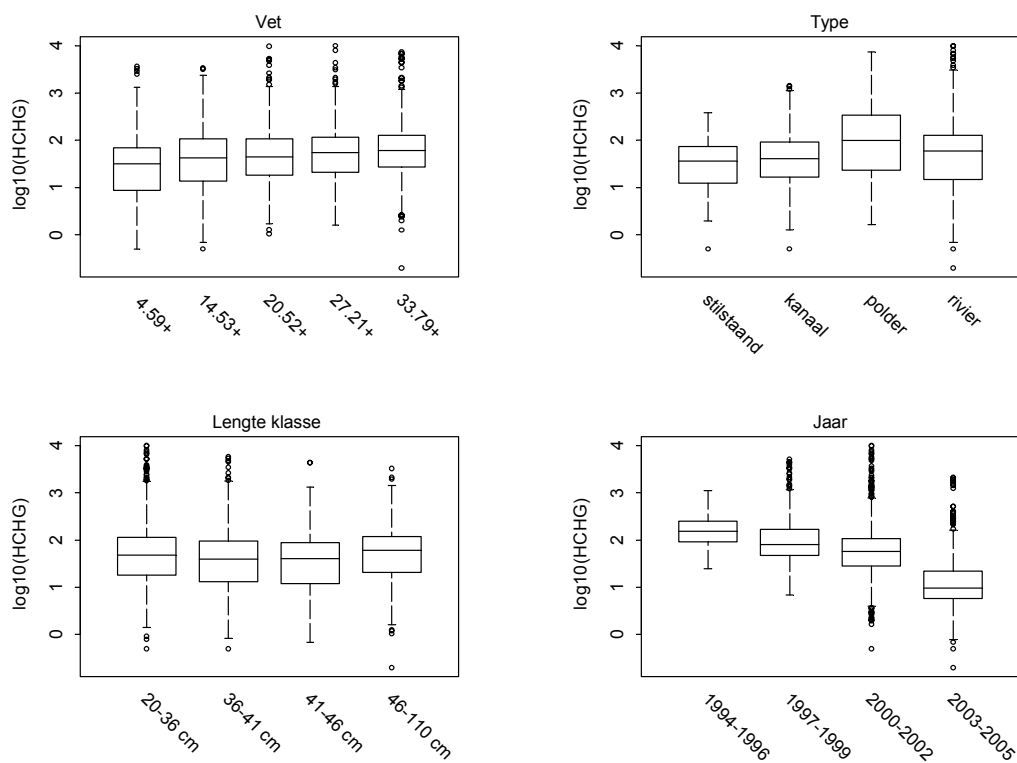 Vet
log10(HCHG)
4
3
2
1
0
4.59+
14.53+
20.52+
27.21+
33.79+
Type
log10(HCHG)
4
3
2
1
0
stilstaand
kanaal
polder
rivier
Lengte klasse
log10(HCHG)
4
3
2
1
0
20-36 cm
36-41 cm
41-46 cm
46-110 cm
Jaar
log10(HCHG)
4
3
2
1
0
1994-1996
1997-1999
2000-2002
2003-2005